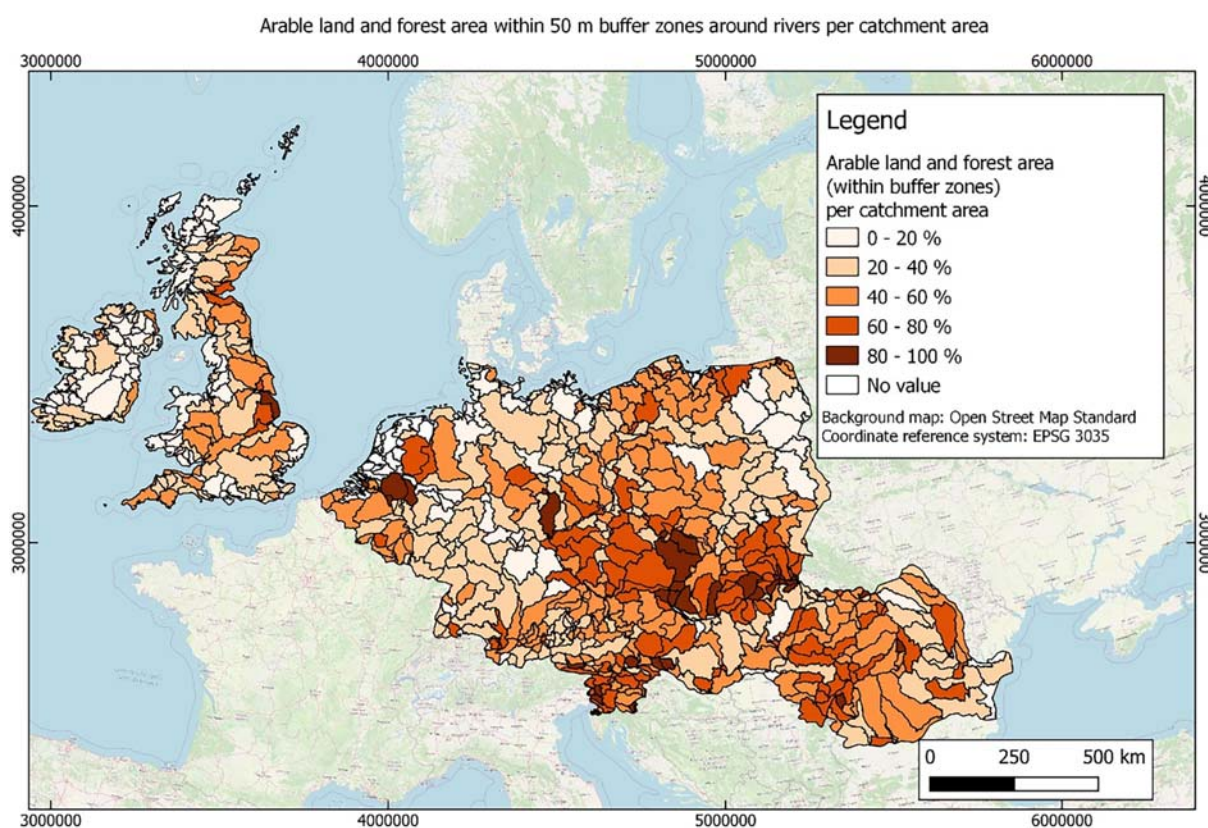 Arable land and forest area within 50 m buffer zones around rivers per catchment area
3000000 4000000 5000000 6000000
4000000 4000000
3000000 3000000
Legend
Arable land and forest area
(within buffer zones)
per catchment area
0 - 20 %
20 - 40 %
40 - 60 %
60 - 80 %
80 - 100 %
No value
Background map: Open Street Map Standard
Coordinate reference system: EPSG 3035
0 250 500 km
3000000 4000000 5000000 6000000